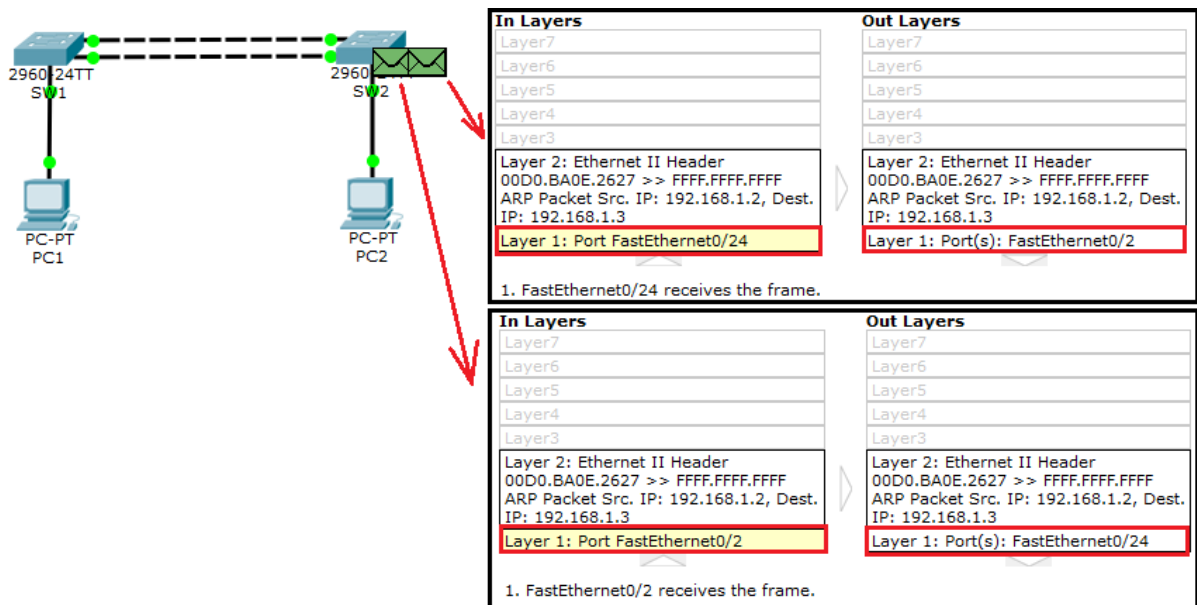 2960-24TT
SW1
2960-24TT
SW2
PC-PT
PC1
PC-PT
PC2
In Layers
Layer7
Layer6
Layer5
Layer4
Layer3
Layer 2: Ethernet II Header
00D0.BA0E.2627 >> FFFF.FFFF.FFFF
ARP Packet Src. IP: 192.168.1.2, Dest.
IP: 192.168.1.3
Layer 1: Port FastEthernet0/24
Out Layers
Layer7
Layer6
Layer5
Layer4
Layer3
Layer 2: Ethernet II Header
00D0.BA0E.2627 >> FFFF.FFFF.FFFF
ARP Packet Src. IP: 192.168.1.2, Dest.
IP: 192.168.1.3
Layer 1: Port(s): FastEthernet0/2
1. FastEthernet0/24 receives the frame.
In Layers
Layer7
Layer6
Layer5
Layer4
Layer3
Layer 2: Ethernet II Header
00D0.BA0E.2627 >> FFFF.FFFF.FFFF
ARP Packet Src. IP: 192.168.1.2, Dest.
IP: 192.168.1.3
Layer 1: Port FastEthernet0/2
Out Layers
Layer7
Layer6
Layer5
Layer4
Layer3
Layer 2: Ethernet II Header
00D0.BA0E.2627 >> FFFF.FFFF.FFFF
ARP Packet Src. IP: 192.168.1.2, Dest.
IP: 192.168.1.3
Layer 1: Port(s): FastEthernet0/24
1. FastEthernet0/2 receives the frame.